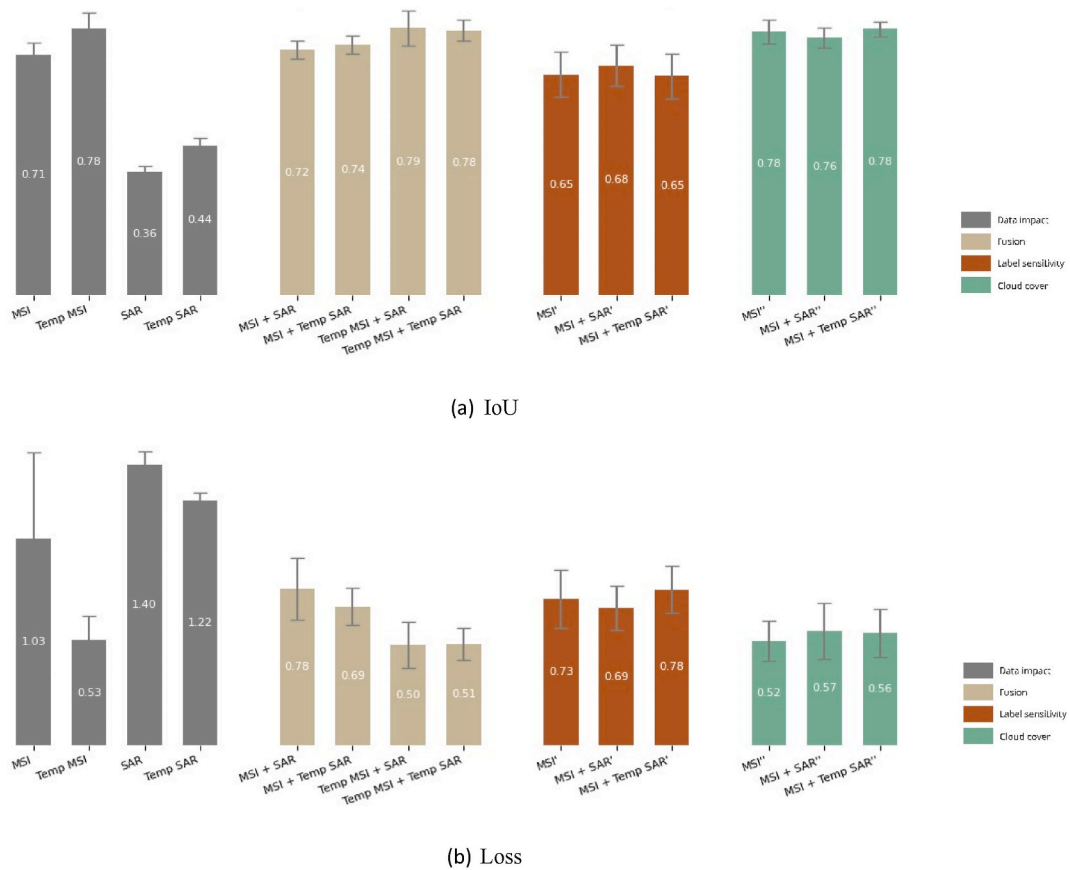 0.71
0.78
0.36
0.44
0.72
0.74
0.79
0.78
0.65
0.68
0.65
0.78
0.76
0.78
MSI
Temp MSI
SAR
Temp SAR
MSI + SAR
MSI + Temp SAR
Temp MSI + SAR
Temp MSI + Temp SAR
MSI'
MSI + SAR'
MSI + Temp SAR'
MSI''
MSI + SAR''
MSI + Temp SAR''
Data impact
Fusion
Label sensitivity
Cloud cover
(a) IoU
1.03
0.53
1.40
1.22
0.78
0.69
0.50
0.51
0.73
0.69
0.78
0.52
0.57
0.56
MSI
Temp MSI
SAR
Temp SAR
MSI + SAR
MSI + Temp SAR
Temp MSI + SAR
Temp MSI + Temp SAR
MSI'
MSI + SAR'
MSI + Temp SAR'
MSI''
MSI + SAR''
MSI + Temp SAR''
Data impact
Fusion
Label sensitivity
Cloud cover
(b) Loss